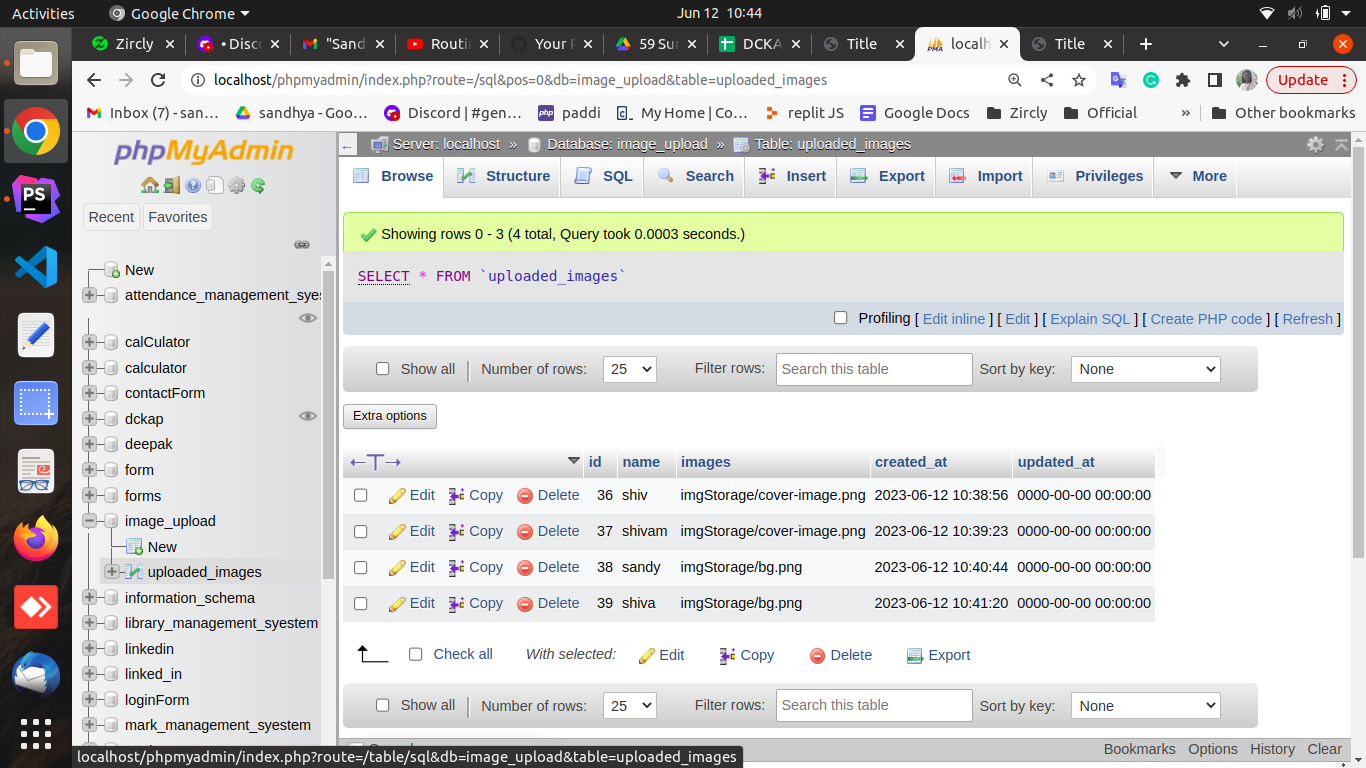 Activities
Google Chrome
Jun 12 10:44
Zircly
• Disco
"Sand
Routi
Your
59 Su
DCKA
Title
localh
Title
localhost/phpmyadmin/index.php?route=/sql&pos=0&db=image_upload&table=uploaded_images
Update
Inbox (7) - san…
sandhya - Goo…
Discord | #gen…
paddi
My Home | Co…
replit JS
Google Docs
Zircly
Official
»
Other bookmarks
phpMyAdmin
Recent
Favorites
New
attendance_management_syes
calCulator
calculator
contactForm
dckap
deepak
form
forms
image_upload
New
uploaded_images
information_schema
library_management_syestem
linkedin
linked_in
loginForm
mark_management_syestem
Server: localhost » Database: image_upload » Table: uploaded_images
Browse
Structure
SQL
Search
Insert
Export
Import
Privileges
More
Showing rows 0 - 3 (4 total, Query took 0.0003 seconds.)
SELECT * FROM `uploaded_images`
Profiling [ Edit inline ] [ Edit ] [ Explain SQL ] [ Create PHP code ] [ Refresh ]
Show all
Number of rows: 25
Filter rows: Search this table
Sort by key: None
Extra options
id name images created_at updated_at
Edit Copy Delete 36 shiv imgStorage/cover-image.png 2023-06-12 10:38:56 0000-00-00 00:00:00
Edit Copy Delete 37 shivam imgStorage/cover-image.png 2023-06-12 10:39:23 0000-00-00 00:00:00
Edit Copy Delete 38 sandy imgStorage/bg.png 2023-06-12 10:40:44 0000-00-00 00:00:00
Edit Copy Delete 39 shiva imgStorage/bg.png 2023-06-12 10:41:20 0000-00-00 00:00:00
Check all
With selected:
Edit
Copy
Delete
Export
Show all
Number of rows: 25
Filter rows: Search this table
Sort by key: None
Bookmarks Options History Clear
localhost/phpmyadmin/index.php?route=/table/sql&db=image_upload&table=uploaded_images